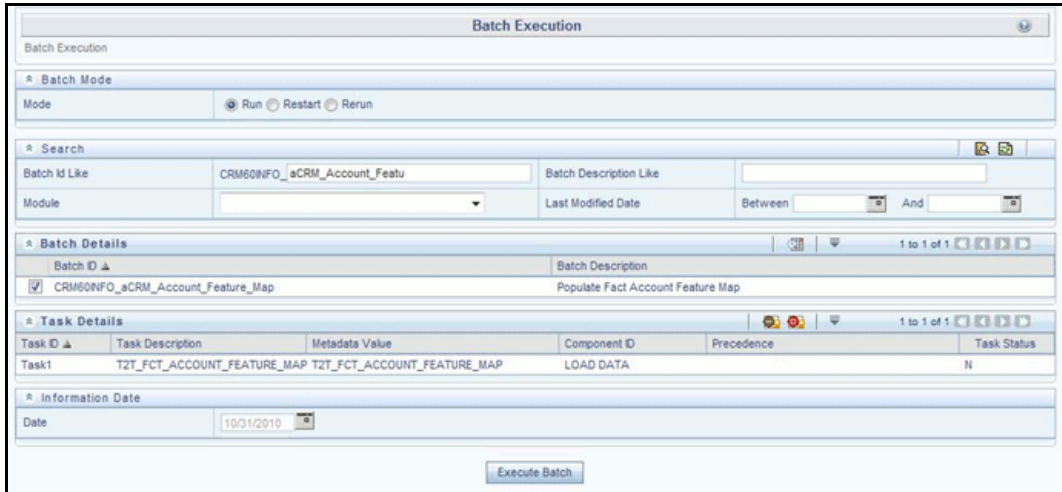 Batch Execution
Batch Execution
Batch Mode
Mode Run Restart Rerun
Search
Batch Id Like CRM60INFO_ aCRM_Account_Featu Batch Description Like
Module Last Modified Date Between And
Batch Details 1 to 1 of 1
Batch ID Batch Description
CRM60INFO_aCRM_Account_Feature_Map Populate Fact Account Feature Map
Task Details 1 to 1 of 1
Task ID Task Description Metadata Value Component ID Precedence Task Status
Task1 T2T_FCT_ACCOUNT_FEATURE_MAP T2T_FCT_ACCOUNT_FEATURE_MAP LOAD DATA N
Information Date
Date 10/31/2010
Execute Batch